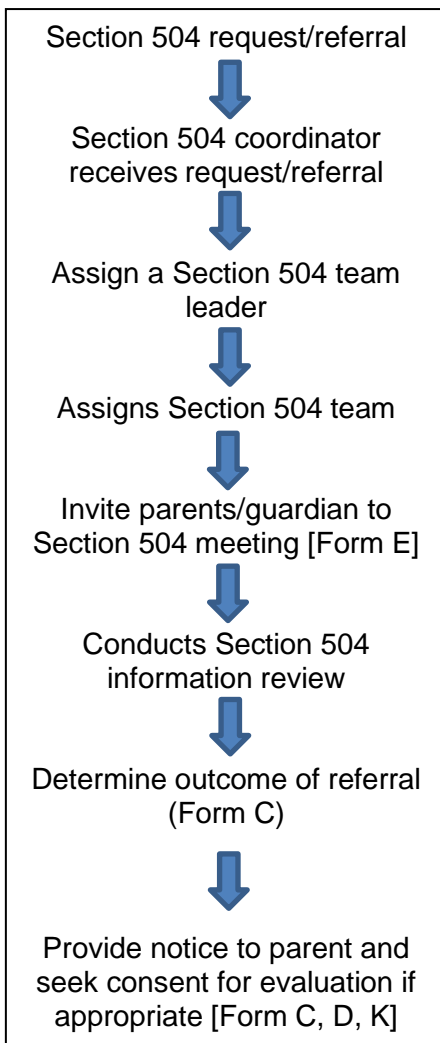 Section 504 request/referral
Section 504 coordinator
receives request/referral
Assign a Section 504 team
leader
Assigns Section 504 team
Invite parents/guardian to
Section 504 meeting [Form E]
Conducts Section 504
information review
Determine outcome of referral
(Form C)
Provide notice to parent and
seek consent for evaluation if
appropriate [Form C, D, K]